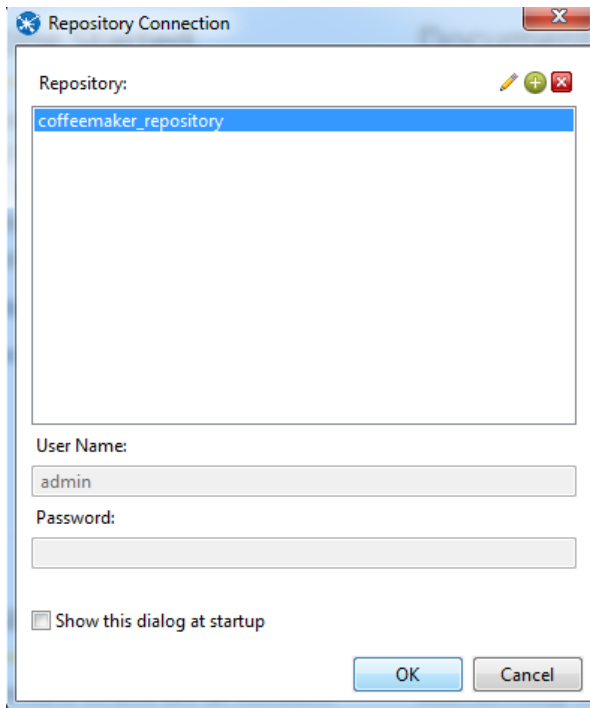 Repository Connection
Repository:
coffeemaker_repository
User Name:
admin
Password:
Show this dialog at startup
OK
Cancel